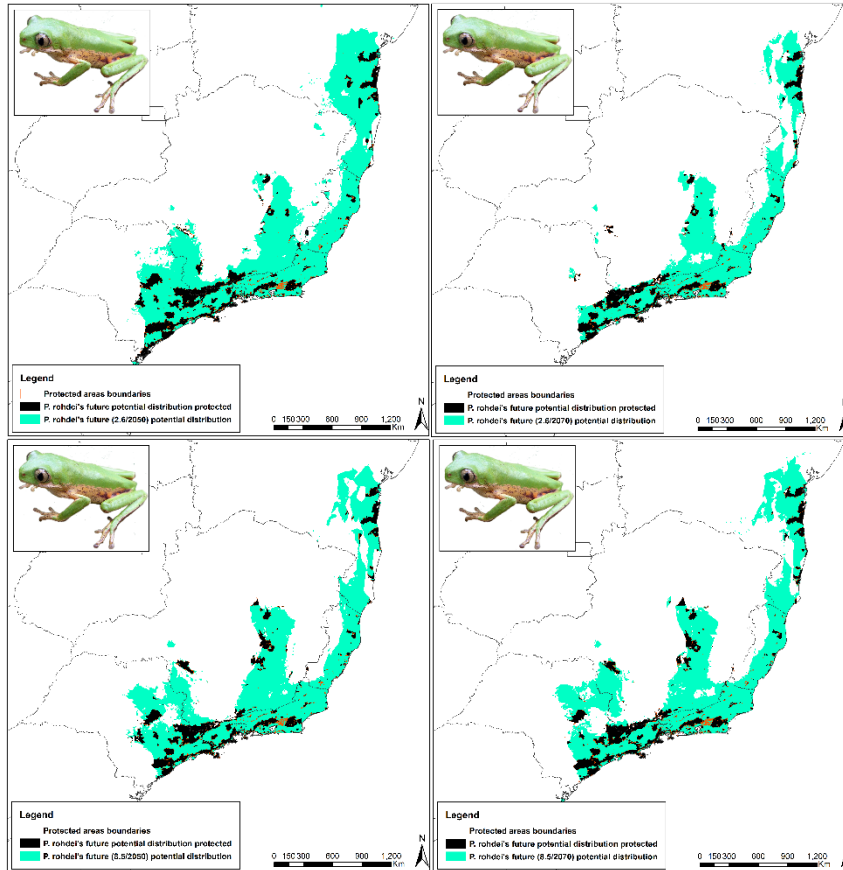 Legend
Protected areas boundaries
P. rohdei's future potential distribution protected
P. rohdei's future (2.6/2050) potential distribution
0 150 300 600 900 1,200
Km
N
Legend
Protected areas boundaries
P. rohdei's future potential distribution protected
P. rohdei's future (2.6/2070) potential distribution
0 150 300 600 900 1,200
Km
N
Legend
Protected areas boundaries
P. rohdei's future potential distribution protected
P. rohdei's future (8.5/2050) potential distribution
0 150 300 600 900 1,200
Km
N
Legend
Protected areas boundaries
P. rohdei's future potential distribution protected
P. rohdei's future (8.5/2070) potential distribution
0 150 300 600 900 1,200
Km
N